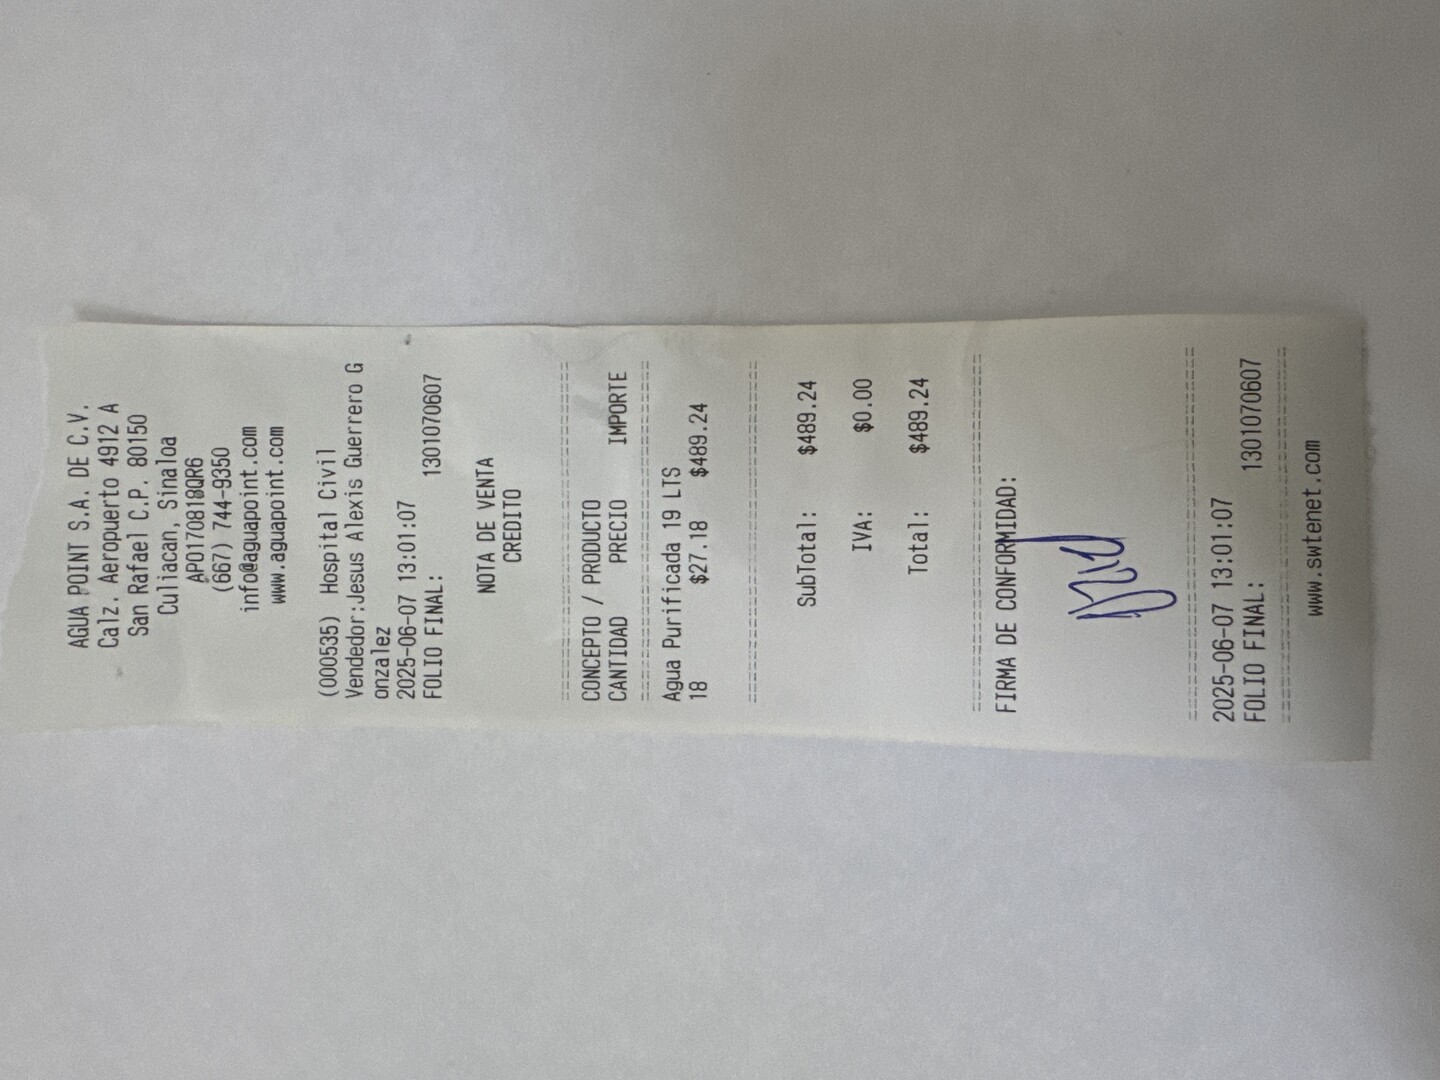 AGUA POINT S.A. DE C.V.
Calz. Aeropuerto 4912 A
San Rafael C.P. 80150
Culiacan, Sinaloa
APO170818QR6
(667) 744-9350
info@aguapoint.com
www.aguapoint.com
(000535) Hospital Civil
Vendedor:Jesus Alexis Guerrero G
onzalez
2025-06-07 13:01:07
FOLIO FINAL: 1301070607
NOTA DE VENTA
CREDITO
CONCEPTO / PRODUCTO
CANTIDAD PRECIO IMPORTE
Agua Purificada 19 LTS
18 $27.18 $489.24
SubTotal: $489.24
IVA: $0.00
Total: $489.24
FIRMA DE CONFORMIDAD:
2025-06-07 13:01:07
FOLIO FINAL: 1301070607
www.swtenet.com